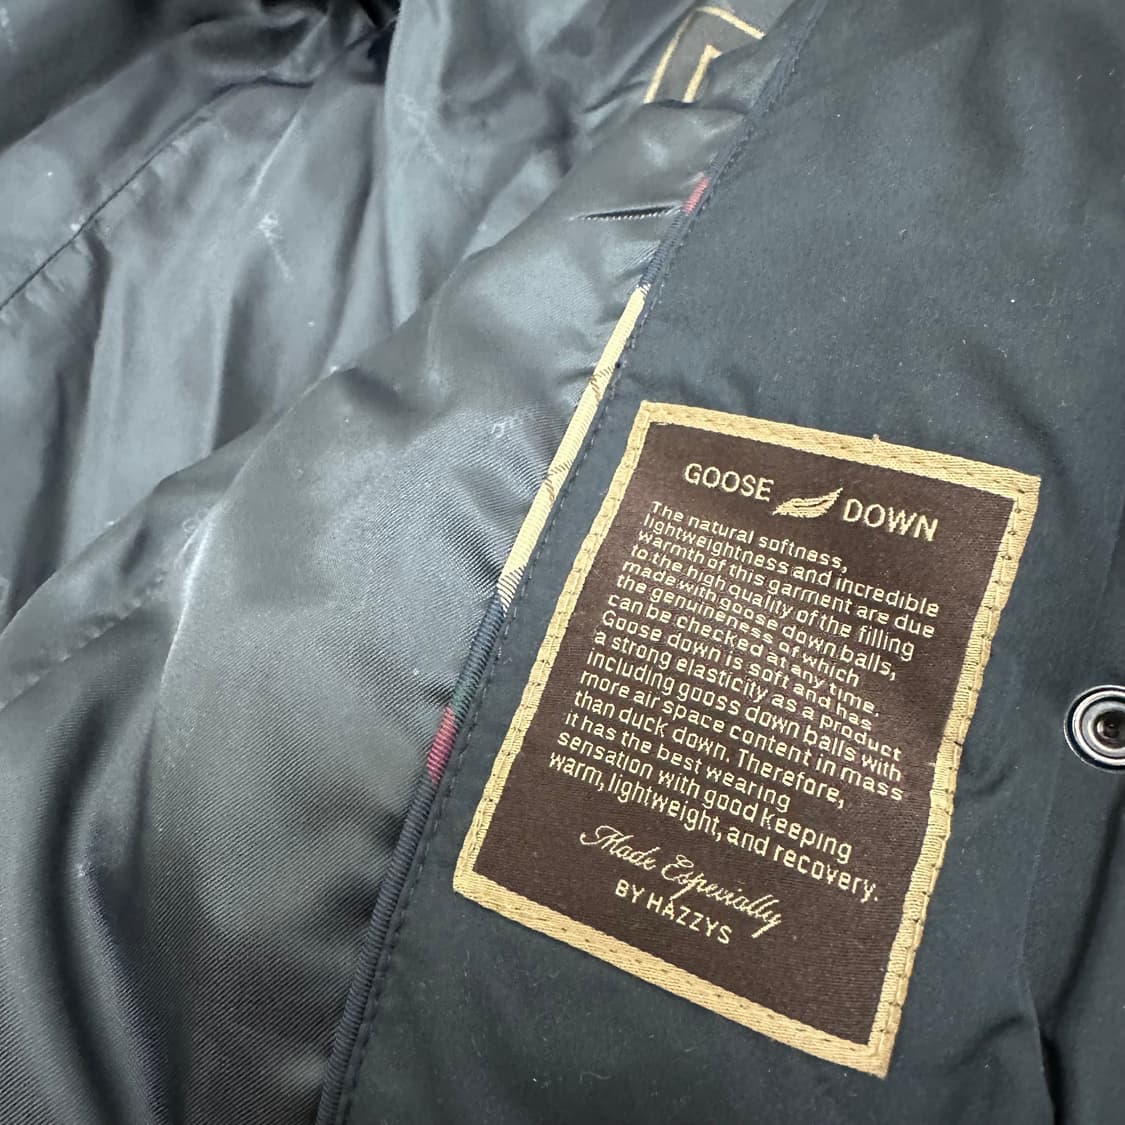 GOOSE DOWN
The natural softness,
lightweightness and incredible
warmth of this garment are due
to the high quality of the filling
made with goose down balls,
the genuineness of which
can be checked at any time.
Goose down is soft and has
a strong elasticity as a product
including gooss down balls with
more air space content in mass
than duck down. Therefore,
it has the best wearing
sensation with good keeping
warm, lightweight, and recovery.
Made Especially
BY HAZZYS